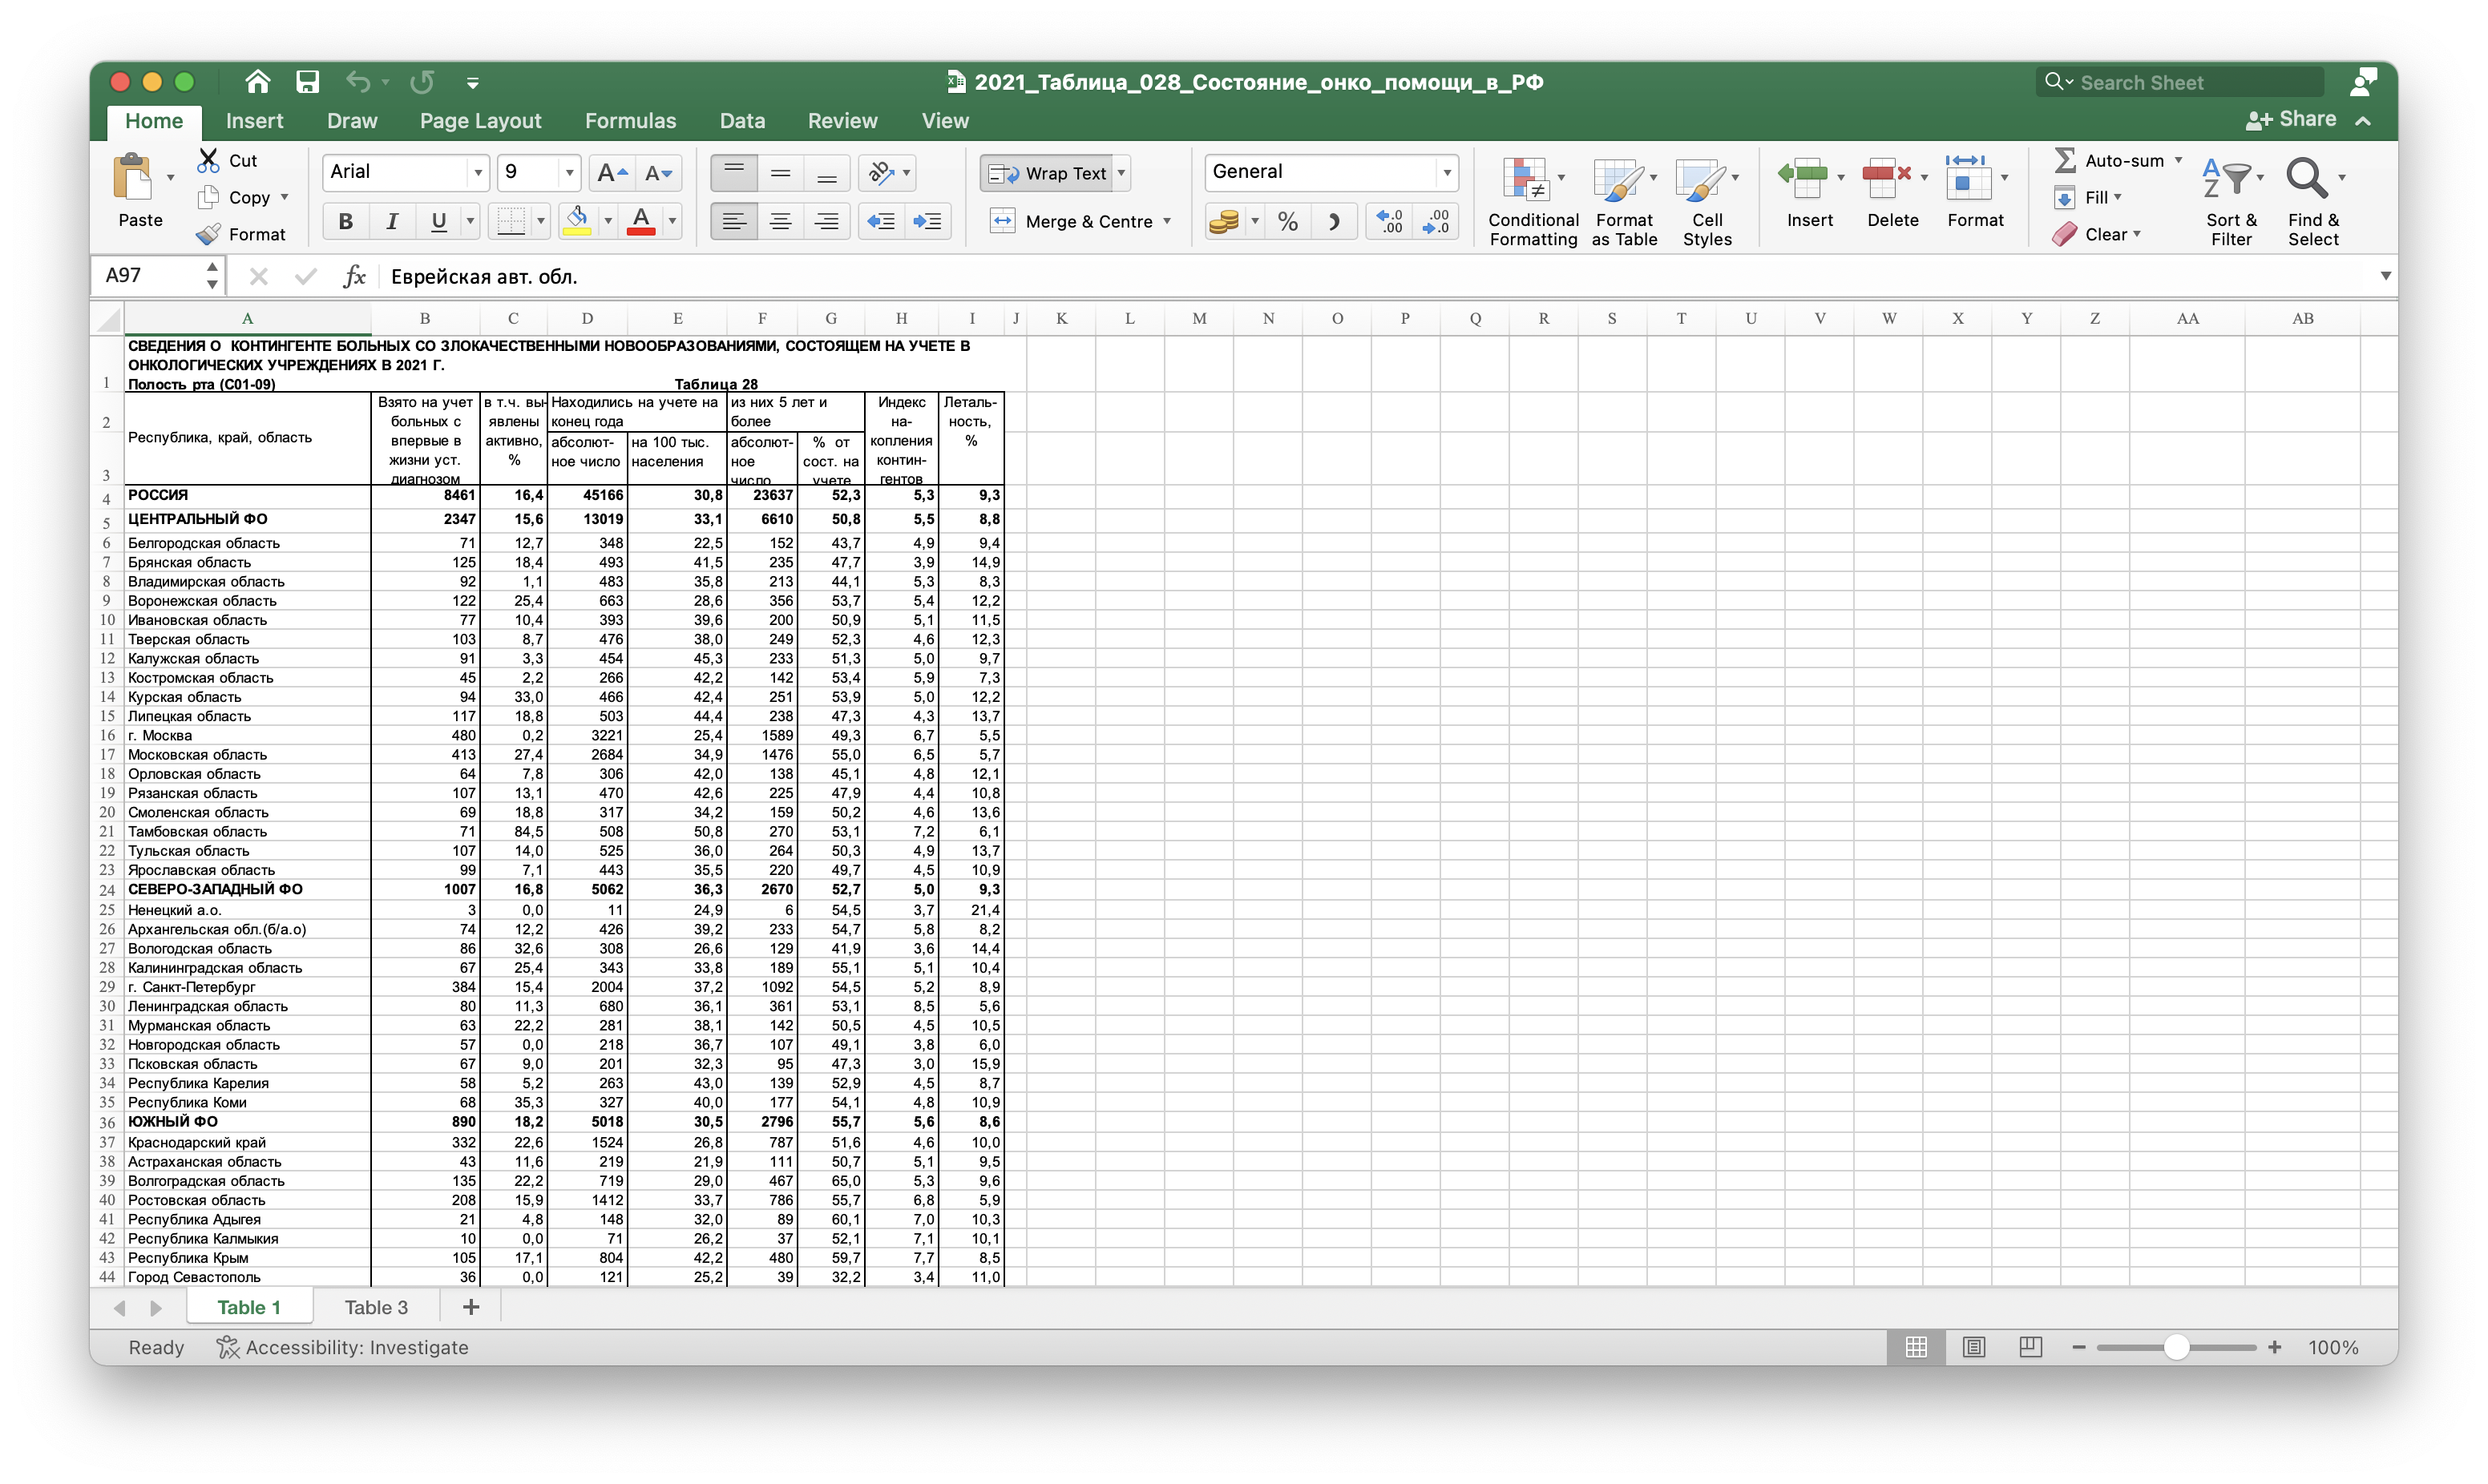 2021_Таблица_028_Состояние_онко_помощи_в_РФ
Search Sheet
Home Insert Draw Page Layout Formulas Data Review View Share
Paste Cut Copy Format
Arial 9 A A B I U A
Wrap Text
Merge & Centre
General
% .0 .00 .00 .0
Conditional Formatting Format as Table Cell Styles
Insert Delete Format
Auto-sum Fill Clear
Sort & Filter Find & Select
A97 fx Еврейская авт. обл.
A B C D E F G H I J K L M N O P Q R S T U V W X Y Z AA AB
СВЕДЕНИЯ О КОНТИНГЕНТЕ БОЛЬНЫХ СО ЗЛОКАЧЕСТВЕННЫМИ НОВООБРАЗОВАНИЯМИ, СОСТОЯЩЕМ НА УЧЕТЕ В
ОНКОЛОГИЧЕСКИХ УЧРЕЖДЕНИЯХ В 2021 Г.
1 Полость рта (С01-09) Таблица 28
2 3 Республика, край, область
Взято на учет больных с впервые в жизни уст. диагнозом
в т.ч. вы- явлены активно, %
Находились на учете на конец года
абсолют- ное число
на 100 тыс. населения
из них 5 лет и более
абсолют- ное число
% от сост. на учете
Индекс на- копления контин- гентов
Леталь- ность, %
4 РОССИЯ 8461 16,4 45166 30,8 23637 52,3 5,3 9,3
5 ЦЕНТРАЛЬНЫЙ ФО 2347 15,6 13019 33,1 6610 50,8 5,5 8,8
6 Белгородская область 71 12,7 348 22,5 152 43,7 4,9 9,4
7 Брянская область 125 18,4 493 41,5 235 47,7 3,9 14,9
8 Владимирская область 92 1,1 483 35,8 213 44,1 5,3 8,3
9 Воронежская область 122 25,4 663 28,6 356 53,7 5,4 12,2
10 Ивановская область 77 10,4 393 39,6 200 50,9 5,1 11,5
11 Тверская область 103 8,7 476 38,0 249 52,3 4,6 12,3
12 Калужская область 91 3,3 454 45,3 233 51,3 5,0 9,7
13 Костромская область 45 2,2 266 42,2 142 53,4 5,9 7,3
14 Курская область 94 33,0 466 42,4 251 53,9 5,0 12,2
15 Липецкая область 117 18,8 503 44,4 238 47,3 4,3 13,7
16 г. Москва 480 0,2 3221 25,4 1589 49,3 6,7 5,5
17 Московская область 413 27,4 2684 34,9 1476 55,0 6,5 5,7
18 Орловская область 64 7,8 306 42,0 138 45,1 4,8 12,1
19 Рязанская область 107 13,1 470 42,6 225 47,9 4,4 10,8
20 Смоленская область 69 18,8 317 34,2 159 50,2 4,6 13,6
21 Тамбовская область 71 84,5 508 50,8 270 53,1 7,2 6,1
22 Тульская область 107 14,0 525 36,0 264 50,3 4,9 13,7
23 Ярославская область 99 7,1 443 35,5 220 49,7 4,5 10,9
24 СЕВЕРО-ЗАПАДНЫЙ ФО 1007 16,8 5062 36,3 2670 52,7 5,0 9,3
25 Ненецкий а.о. 3 0,0 11 24,9 6 54,5 3,7 21,4
26 Архангельская обл.(б/а.о) 74 12,2 426 39,2 233 54,7 5,8 8,2
27 Вологодская область 86 32,6 308 26,6 129 41,9 3,6 14,4
28 Калининградская область 67 25,4 343 33,8 189 55,1 5,1 10,4
29 г. Санкт-Петербург 384 15,4 2004 37,2 1092 54,5 5,2 8,9
30 Ленинградская область 80 11,3 680 36,1 361 53,1 8,5 5,6
31 Мурманская область 63 22,2 281 38,1 142 50,5 4,5 10,5
32 Новгородская область 57 0,0 218 36,7 107 49,1 3,8 6,0
33 Псковская область 67 9,0 201 32,3 95 47,3 3,0 15,9
34 Республика Карелия 58 5,2 263 43,0 139 52,9 4,5 8,7
35 Республика Коми 68 35,3 327 40,0 177 54,1 4,8 10,9
36 ЮЖНЫЙ ФО 890 18,2 5018 30,5 2796 55,7 5,6 8,6
37 Краснодарский край 332 22,6 1524 26,8 787 51,6 4,6 10,0
38 Астраханская область 43 11,6 219 21,9 111 50,7 5,1 9,5
39 Волгоградская область 135 22,2 719 29,0 467 65,0 5,3 9,6
40 Ростовская область 208 15,9 1412 33,7 786 55,7 6,8 5,9
41 Республика Адыгея 21 4,8 148 32,0 89 60,1 7,0 10,3
42 Республика Калмыкия 10 0,0 71 26,2 37 52,1 7,1 10,1
43 Республика Крым 105 17,1 804 42,2 480 59,7 7,7 8,5
44 Город Севастополь 36 0,0 121 25,2 39 32,2 3,4 11,0
Table 1 Table 3 +
Ready Accessibility: Investigate 100%